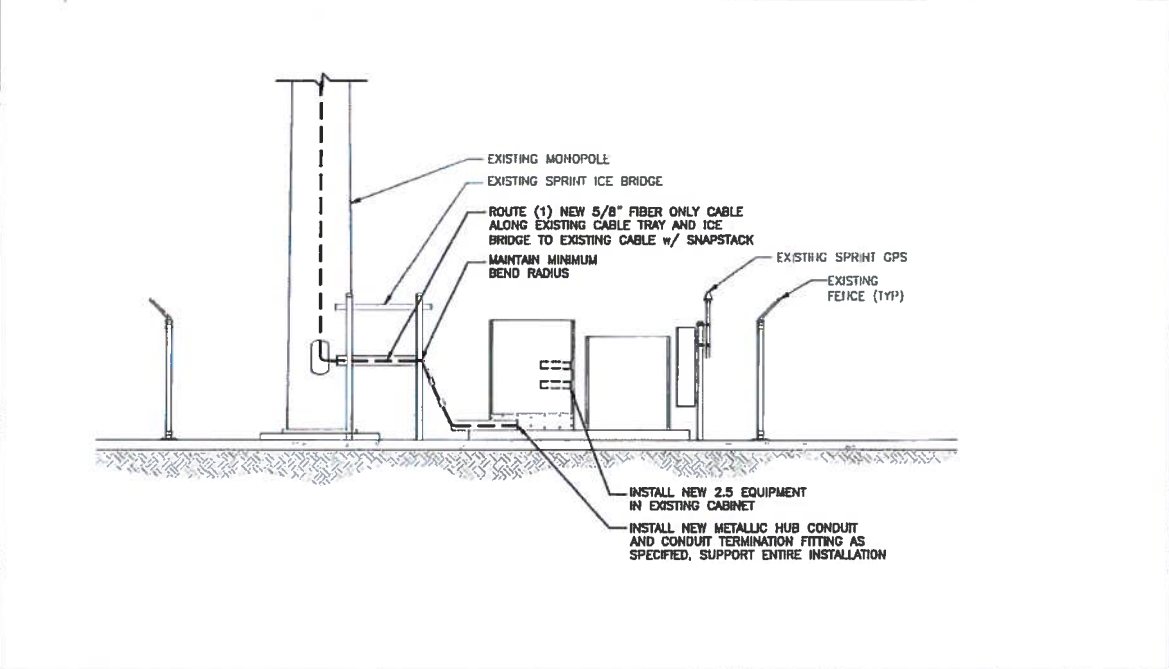 EXISTING MONOPOLE
EXISTING SPRINT ICE BRIDGE
ROUTE (1) NEW 5/8" FIBER ONLY CABLE
ALONG EXISTING CABLE TRAY AND ICE
BRIDGE TO EXISTING CABLE w/ SNAPSTACK
MAINTAIN MINIMUM
BEND RADIUS
EXISTING SPRINT GPS
EXISTING
FENCE (TYP)
INSTALL NEW 2.5 EQUIPMENT
IN EXISTING CABINET
INSTALL NEW METALLIC HUB CONDUIT
AND CONDUIT TERMINATION FITTING AS
SPECIFIED, SUPPORT ENTIRE INSTALLATION